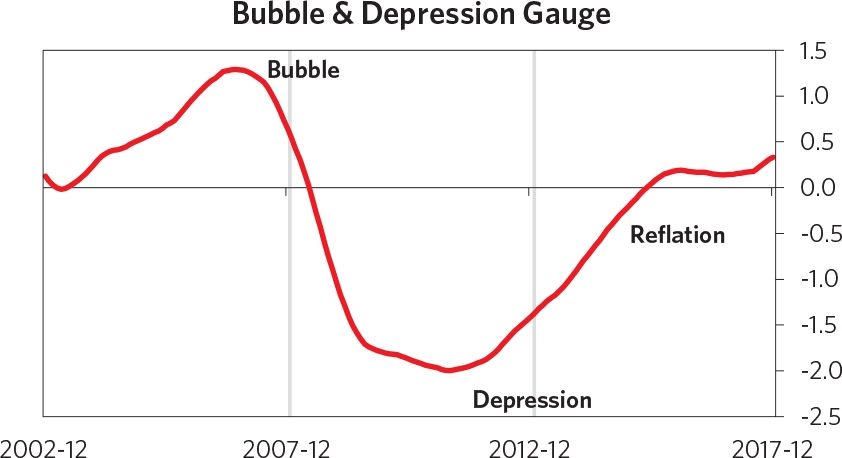 Bubble & Depression Gauge
1.5
Bubble
1.0
0.5
0.0
Reflation
-0.5
-1.0
-1.5
-2.0
Depression
-2.5
2002-12 2007-12 2012-12 2017-12